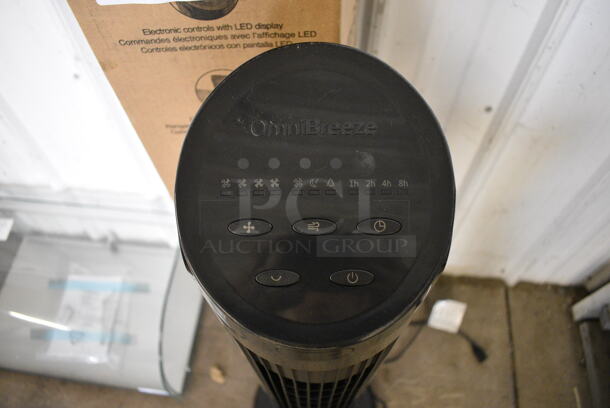 Electronic controls with LED display
Commandes électroniques avec l'affichage LED
Controles electrónicos con pantalla LED
OmniBreeze
1h 2h 4h 8h
PCI
AUCTION GROUP